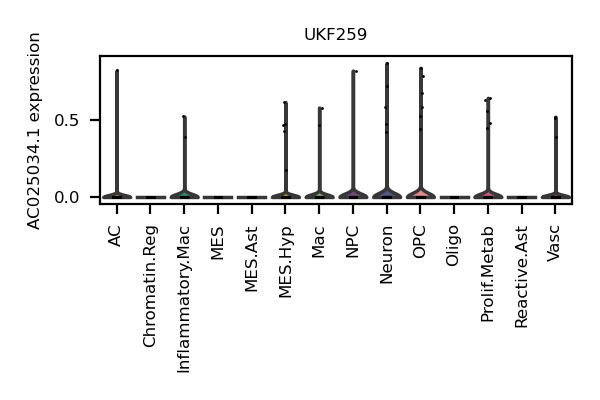 UKF259
AC025034.1 expression
0.5
0.0
AC
Chromatin.Reg
Inflammatory.Mac
MES
MES.Ast
MES.Hyp
Mac
NPC
Neuron
OPC
Oligo
Prolif.Metab
Reactive.Ast
Vasc